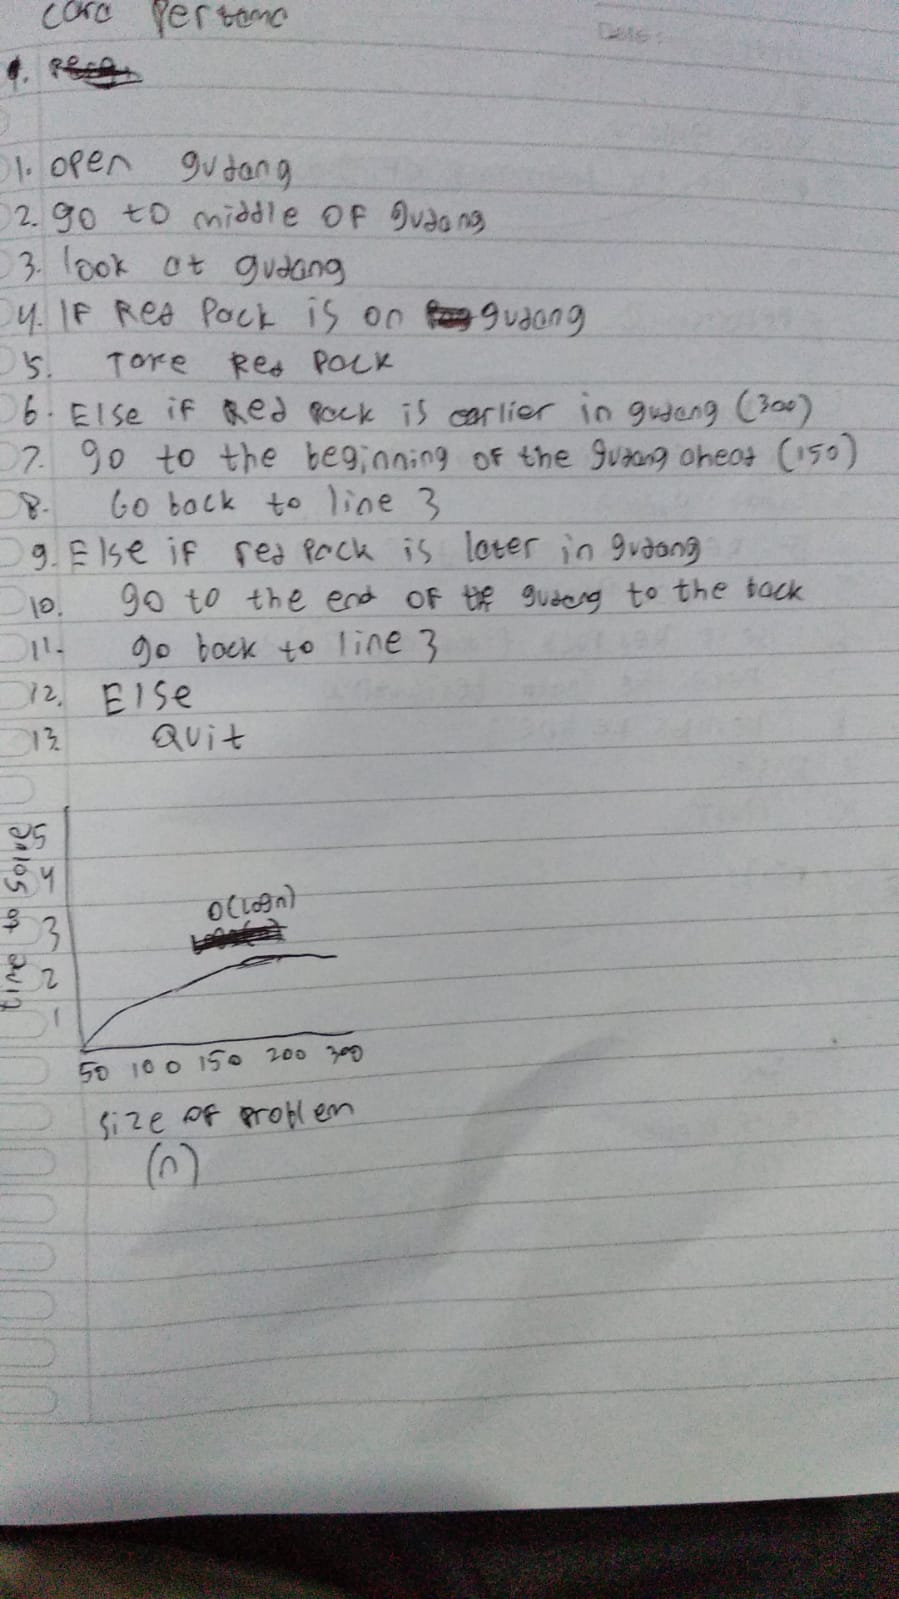 Cara Pertama
1.
1. open gudang
2. go to middle OF gudang
3. look at gudang
4. IF Red Pack is on gudang
5. Take Red Pack
6. Else if Red Pack is earlier in gudang (300)
7. go to the beginning of the gudang ahead (150)
8. Go back to line 3
9. Else if red pack is later in gudang
10. go to the end OF the gudang to the back
11. go back to line 3
12. Else
13 Quit
time to solve
5
4
O(Logn)
3
2
1
50 100 150 200 300
Size of problem
(n)